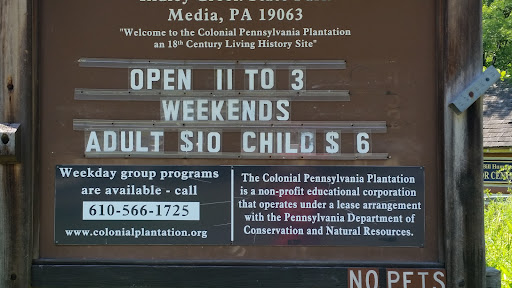 Media, PA 19063
"Welcome to the Colonial Pennsylvania Plantation
an 18th Century Living History Site"
OPEN 11 TO 3
WEEKENDS
ADULT $10 CHILD $ 6
Weekday group programs
are available - call
610-566-1725
www.colonialplantation.org
The Colonial Pennsylvania Plantation
is a non-profit educational corporation
that operates under a lease arrangement
with the Pennsylvania Department of
Conservation and Natural Resources.
NO PETS